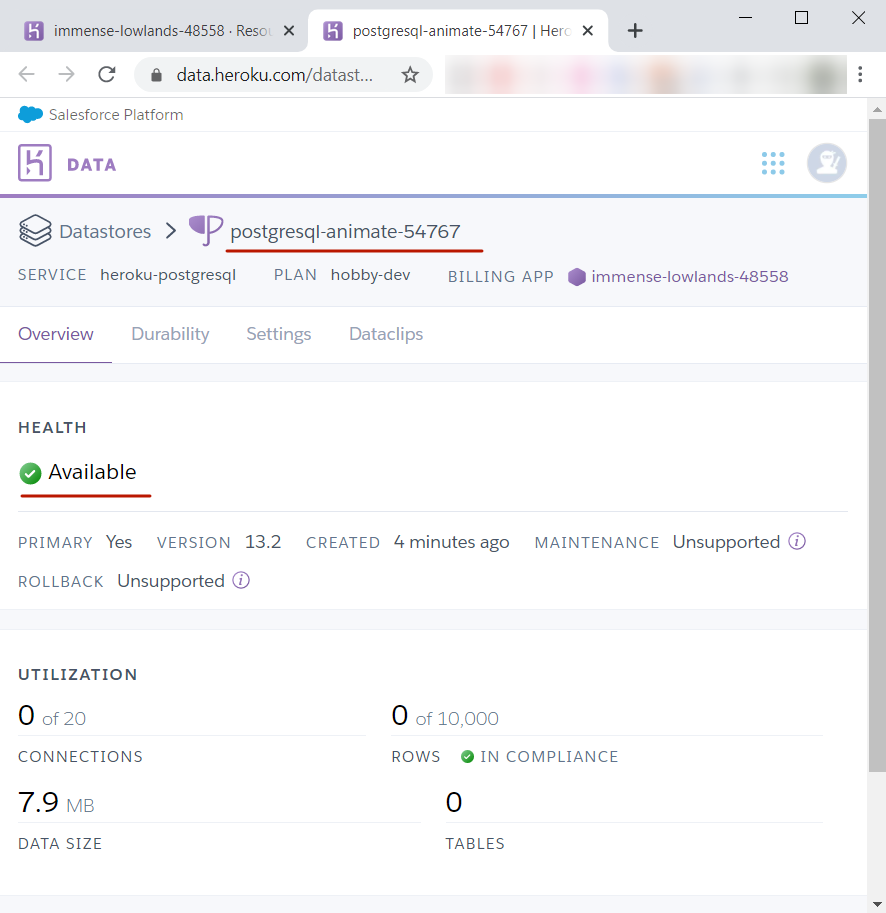 immense-lowlands-48558 · Resou
postgresql-animate-54767 | Hero
data.heroku.com/datast...
Salesforce Platform
DATA
Datastores > postgresql-animate-54767
SERVICE heroku-postgresql PLAN hobby-dev BILLING APP immense-lowlands-48558
Overview Durability Settings Dataclips
HEALTH
Available
PRIMARY Yes VERSION 13.2 CREATED 4 minutes ago MAINTENANCE Unsupported
ROLLBACK Unsupported
UTILIZATION
0 of 20 0 of 10,000
CONNECTIONS ROWS IN COMPLIANCE
7.9 MB 0
DATA SIZE TABLES